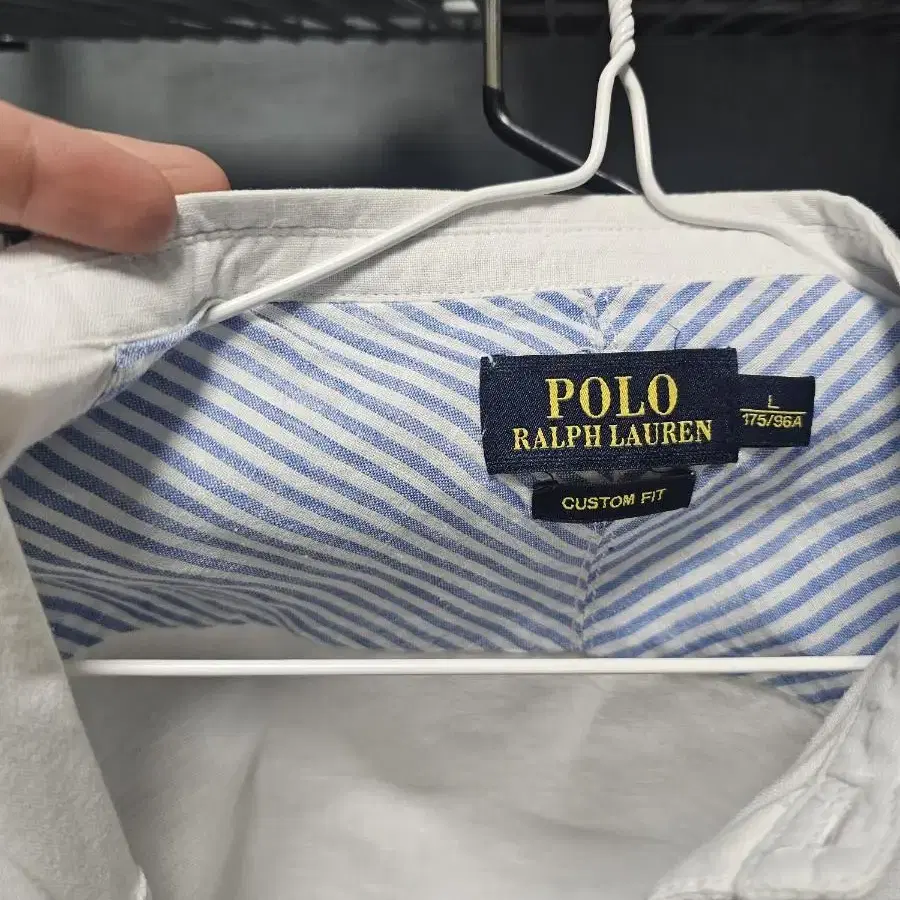 POLO
RALPH LAUREN
L
175/96A
CUSTOM FIT